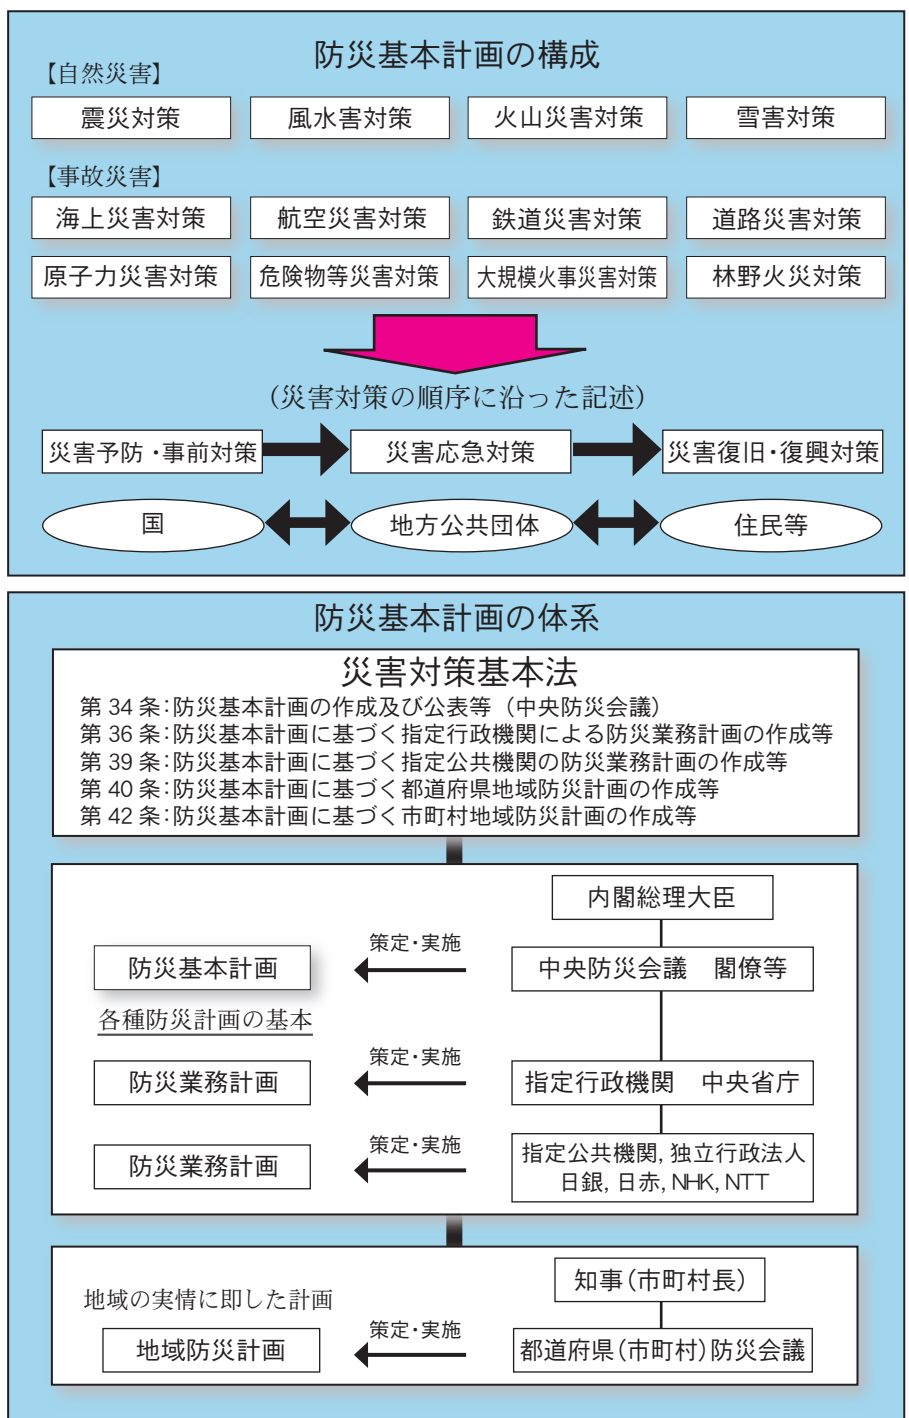 防災基本計画の構成
【自然災害】
震災対策
風水害対策
火山災害対策
雪害対策
【事故災害】
海上災害対策
航空災害対策
鉄道災害対策
道路災害対策
原子力災害対策
危険物等災害対策
大規模火事災害対策
林野火災対策
(災害対策の順序に沿った記述)
災害予防・事前対策
災害応急対策
災害復旧・復興対策
国
地方公共団体
住民等
防災基本計画の体系
災害対策基本法
第 34 条:防災基本計画の作成及び公表等（中央防災会議）
第 36 条:防災基本計画に基づく指定行政機関による防災業務計画の作成等
第 39 条:防災基本計画に基づく指定公共機関の防災業務計画の作成等
第 40 条:防災基本計画に基づく都道府県地域防災計画の作成等
第 42 条:防災基本計画に基づく市町村地域防災計画の作成等
内閣総理大臣
防災基本計画
策定・実施
中央防災会議　閣僚等
各種防災計画の基本
防災業務計画
策定・実施
指定行政機関　中央省庁
防災業務計画
策定・実施
指定公共機関, 独立行政法人
日銀, 日赤, NHK, NTT
知事(市町村長)
地域の実情に即した計画
地域防災計画
策定・実施
都道府県(市町村)防災会議